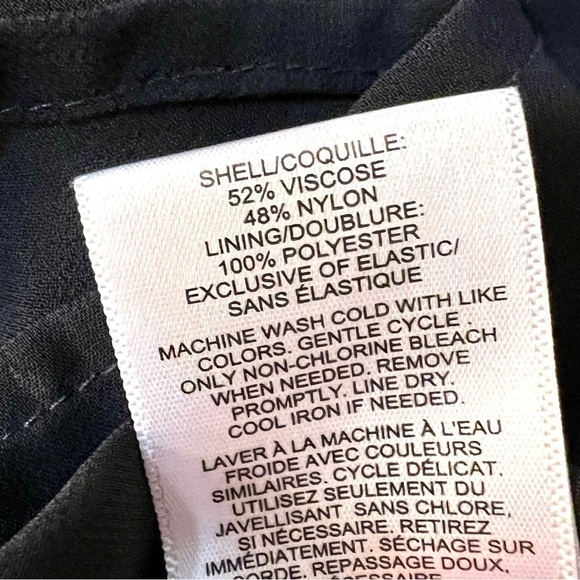 SHELL/COQUILLE:
52% VISCOSE
48% NYLON
LINING/DOUBLURE:
100% POLYESTER
EXCLUSIVE OF ELASTIC/
SANS ÉLASTIQUE
MACHINE WASH COLD WITH LIKE
COLORS. GENTLE CYCLE.
ONLY NON-CHLORINE BLEACH
WHEN NEEDED. REMOVE
PROMPTLY. LINE DRY.
COOL IRON IF NEEDED.
LAVER À LA MACHINE À L'EAU
FROIDE AVEC COULEURS
SIMILAIRES. CYCLE DÉLICAT.
UTILISEZ SEULEMENT DU
JAVELLISANT SANS CHLORE,
SI NÉCESSAIRE. RETIREZ
IMMÉDIATEMENT. SÉCHAGE SUR
CORDE. REPASSAGE DOUX,
SI NÉCESSAIRE